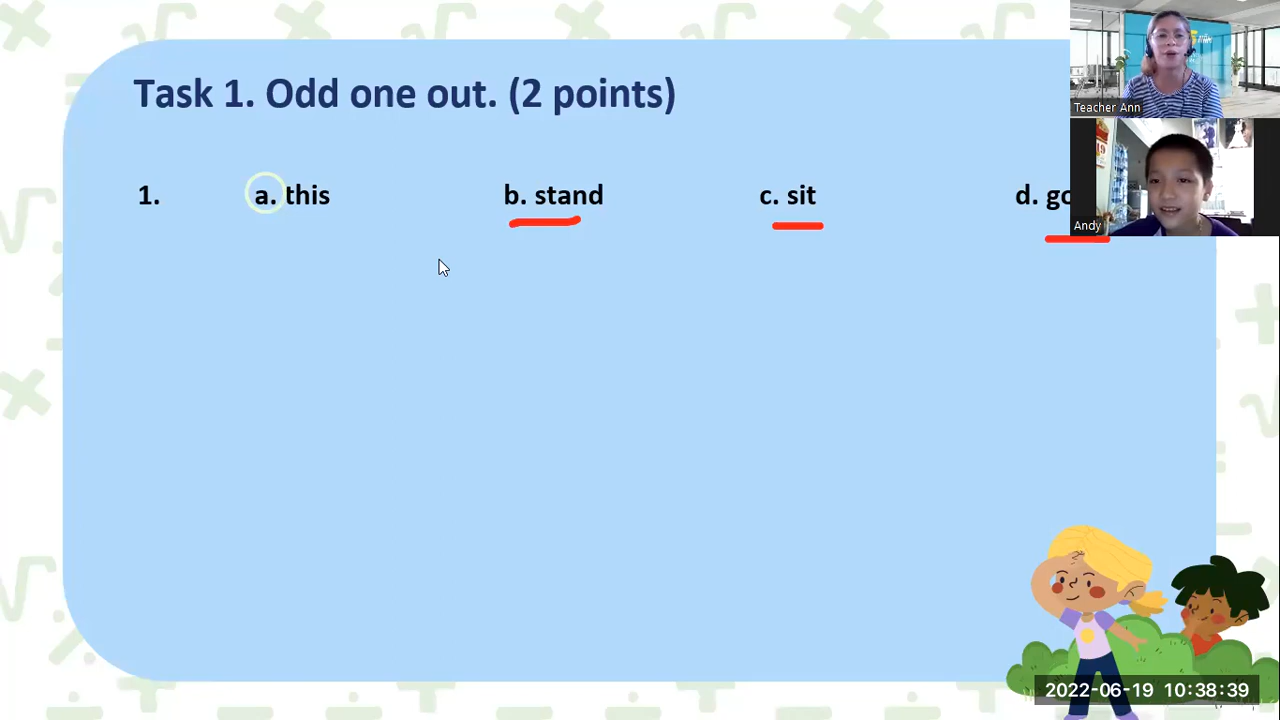 Task 1. Odd one out. (2 points)
Teacher Ann
1. a. this b. stand c. sit d. go
Andy
2022-06-19 10:38:39